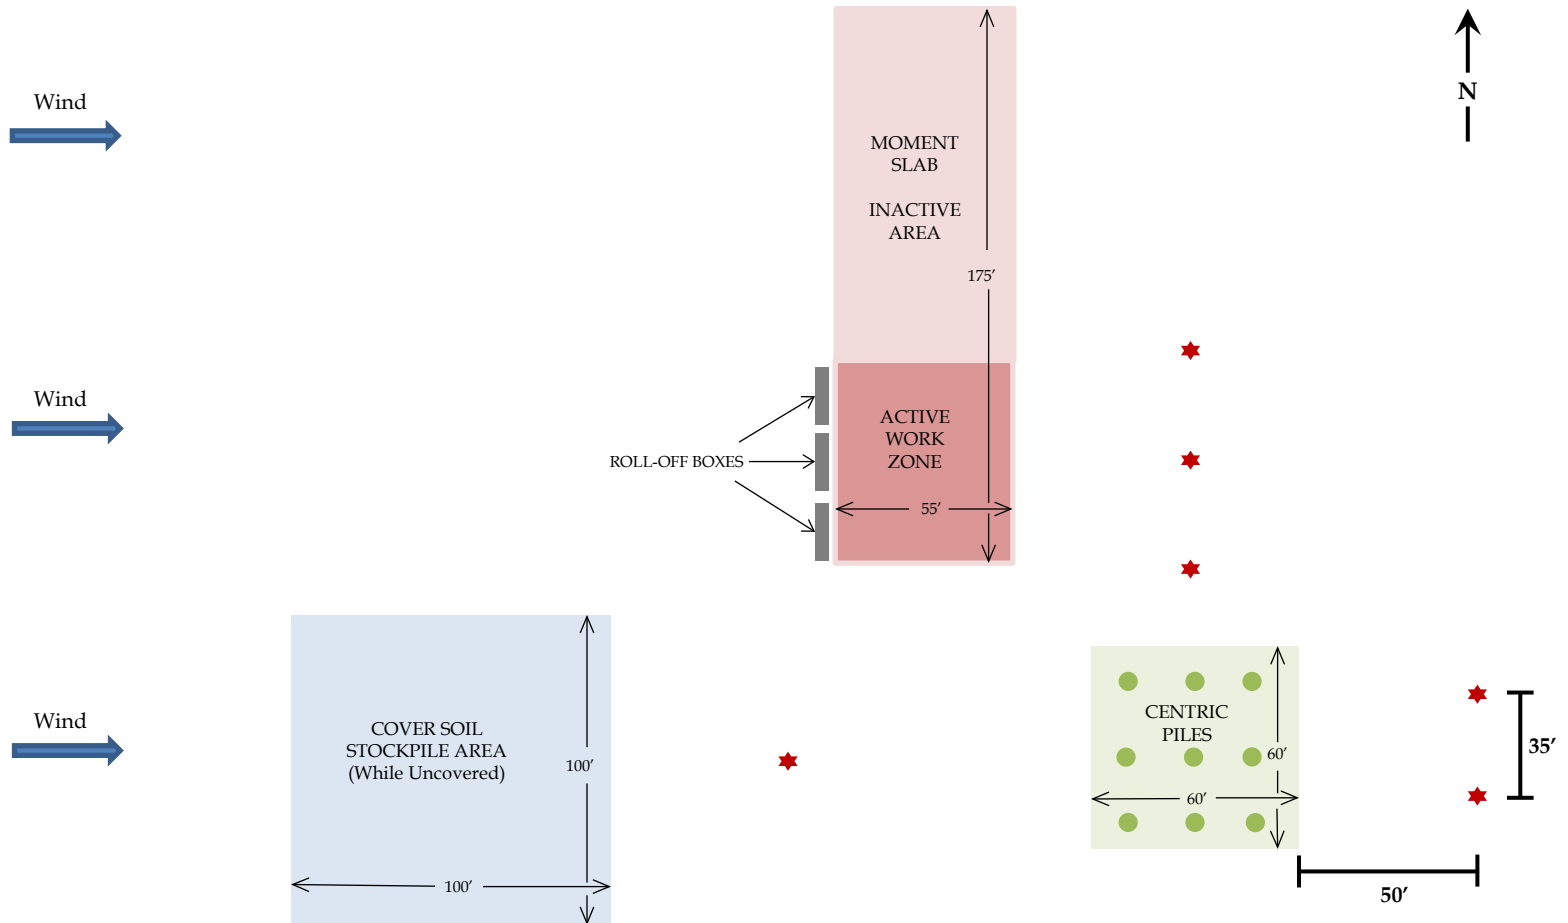 Wind
N
MOMENT
SLAB
INACTIVE
AREA
175′
Wind
ACTIVE
WORK
ZONE
ROLL-OFF BOXES
55′
Wind
COVER SOIL
STOCKPILE AREA
(While Uncovered)
100′
100′
CENTRIC
PILES
60′
60′
35′
50′